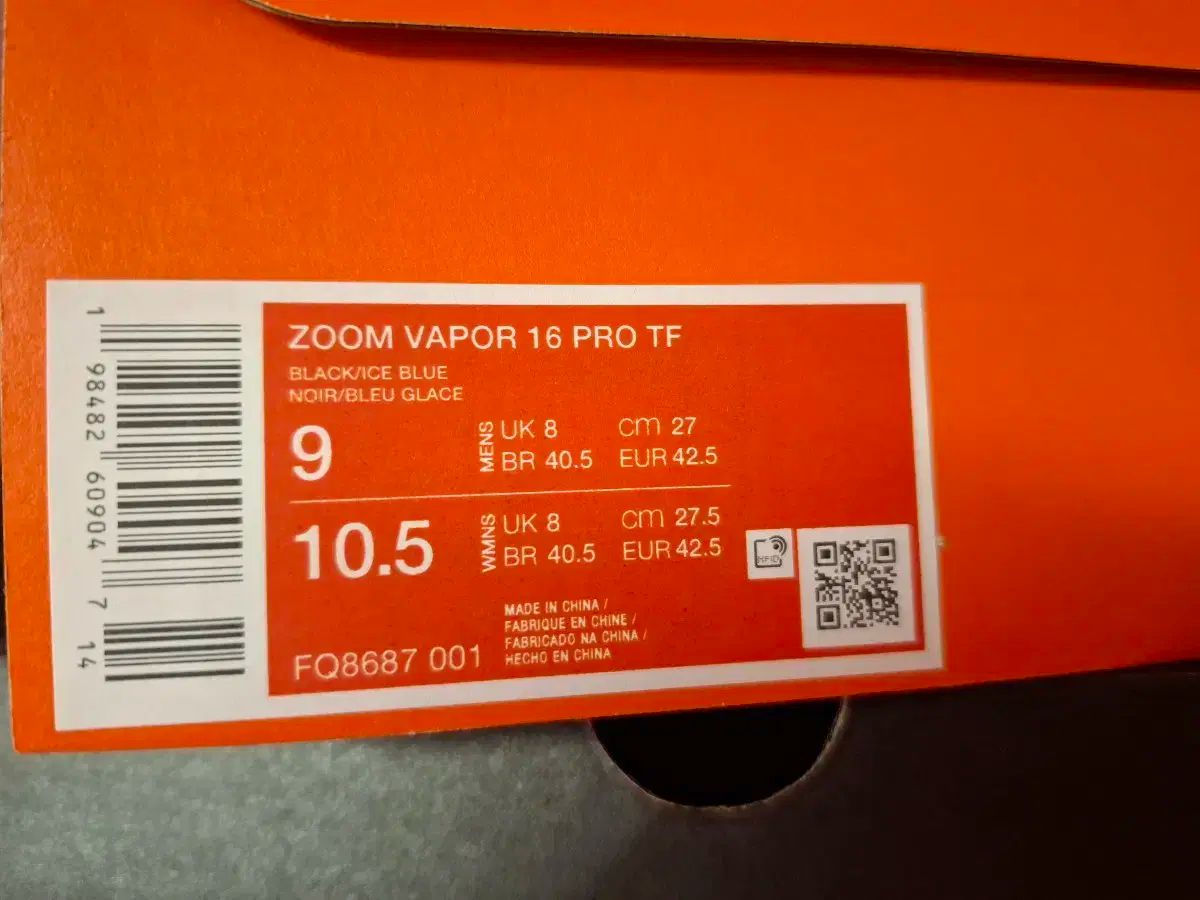 1 98482 60904 7 14
ZOOM VAPOR 16 PRO TF
BLACK/ICE BLUE
NOIR/BLEU GLACE
9 MENS UK 8 cm 27
BR 40.5 EUR 42.5
10.5 WMNS UK 8 cm 27.5
BR 40.5 EUR 42.5
RFID
MADE IN CHINA /
FABRIQUE EN CHINE /
FABRICADO NA CHINA /
HECHO EN CHINA
FQ8687 001